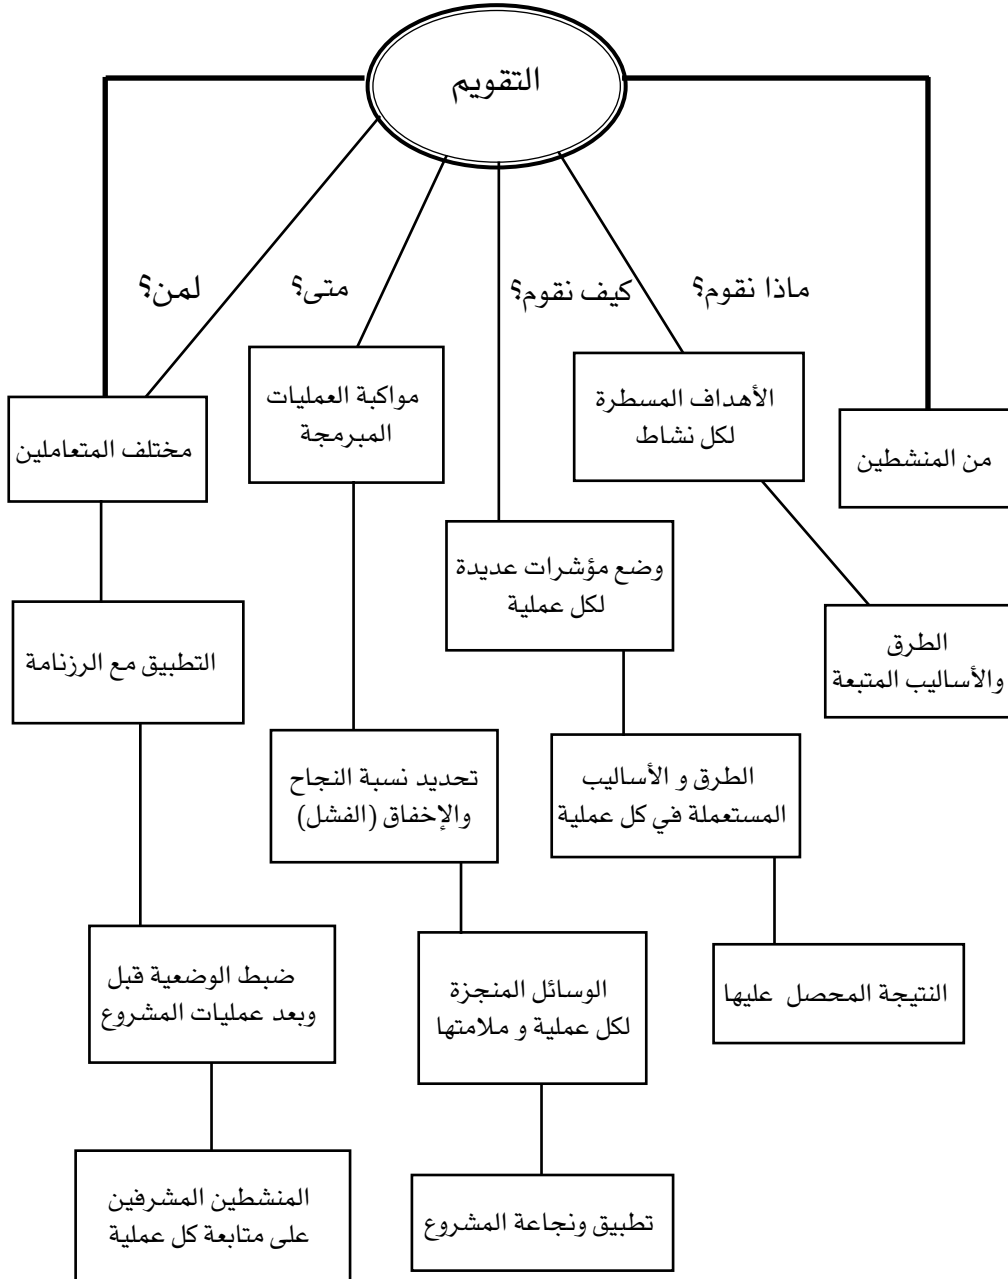 التقويم
ماذا نقوم؟
كيف نقوم؟
متى؟
لمن؟
من المنشطين
الأهداف المسطرة
لكل نشاط
مواكبة العمليات
المبرمجة
مختلف المتعاملين
وضع مؤشرات عديدة
لكل عملية
الطرق
والأساليب المتبعة
التطبيق مع الرزنامة
الطرق و الأساليب
المستعملة في كل عملية
تحديد نسبة النجاح
والإخفاق (الفشل)
النتيجة المحصل عليها
الوسائل المنجزة
لكل عملية و ملامتها
ضبط الوضعية قبل
وبعد عمليات المشروع
تطبيق ونجاعة المشروع
المنشطين المشرفين
على متابعة كل عملية